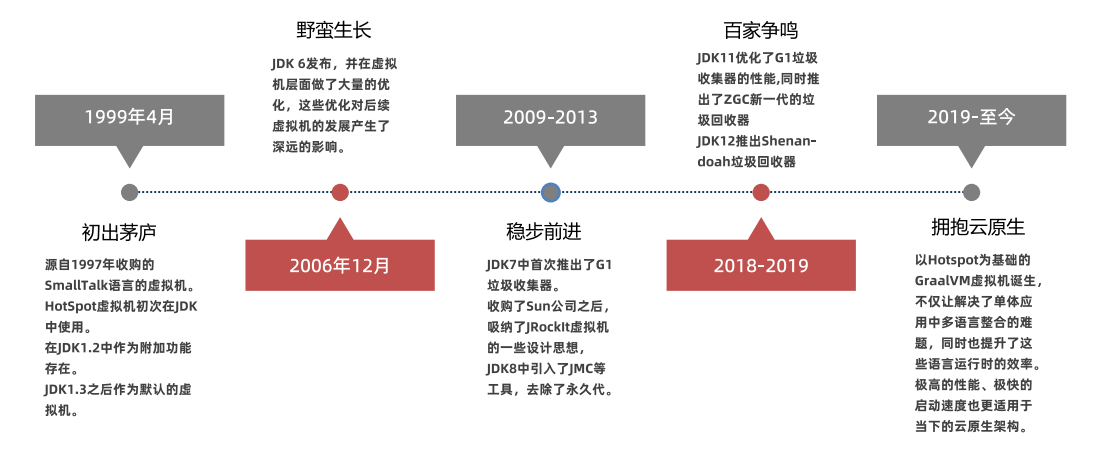 1999年4月
初出茅庐
源自1997年收购的
SmallTalk语言的虚拟机。
HotSpot虚拟机初次在JDK
中使用。
在JDK1.2中作为附加功能
存在。
JDK1.3之后作为默认的虚
拟机。
野蛮生长
JDK 6发布，并在虚拟
机层面做了大量的优
化，这些优化对后续
虚拟机的发展产生了
深远的影响。
2006年12月
2009-2013
稳步前进
JDK7中首次推出了G1
垃圾收集器。
收购了Sun公司之后，
吸纳了JRockIt虚拟机
的一些设计思想，
JDK8中引入了JMC等
工具，去除了永久代。
百家争鸣
JDK11优化了G1垃圾
收集器的性能,同时推
出了ZGC新一代的垃
圾回收器
JDK12推出Shenan-
doah垃圾回收器
2018-2019
2019-至今
拥抱云原生
以Hotspot为基础的
GraalVM虚拟机诞生，
不仅让解决了单体应
用中多语言整合的难
题，同时也提升了这
些语言运行时的效率。
极高的性能、极快的
启动速度也更适用于
当下的云原生架构。